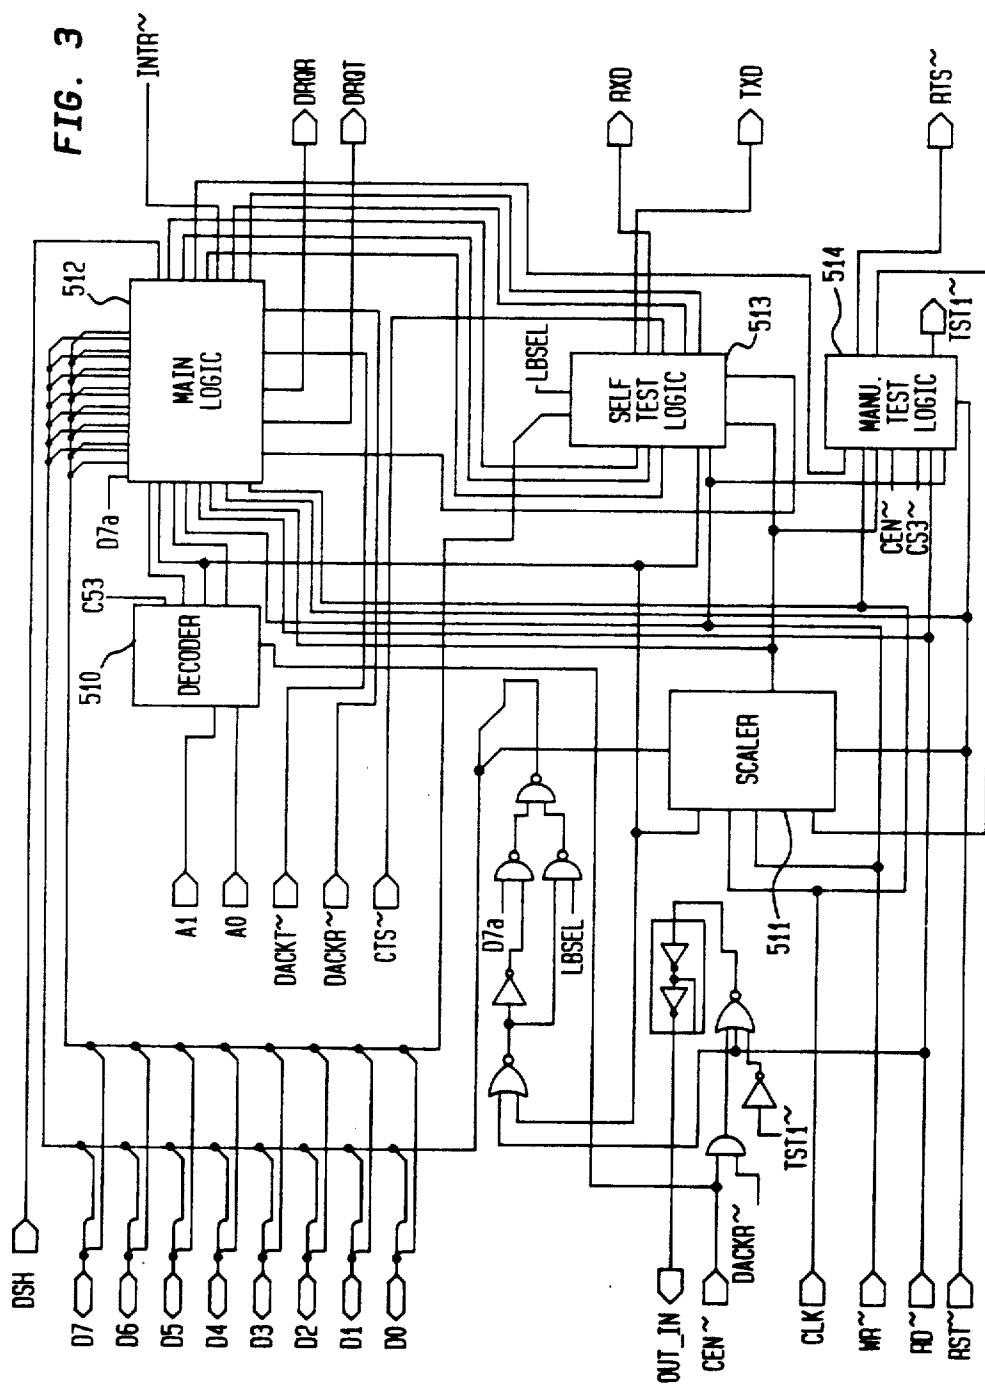 FIG. 3
INTR~
DRQR
DRQT
RXD
TXD
RTS~
TST1~
512
MAIN
LOGIC
D7a
C53
510
DECODER
LBSEL
SELF
TEST
LOGIC
513
514
MANU.
TEST
LOGIC
CEN~
CS3~
SCALER
511
A1
A0
DACKT~
DACKR~
CTS~
D7a
LBSEL
TST1~
DACKR~
DSH
D7
D6
D5
D4
D3
D2
D1
D0
OUT_IN
CEN~
CLK
WR~
RD~
RST~